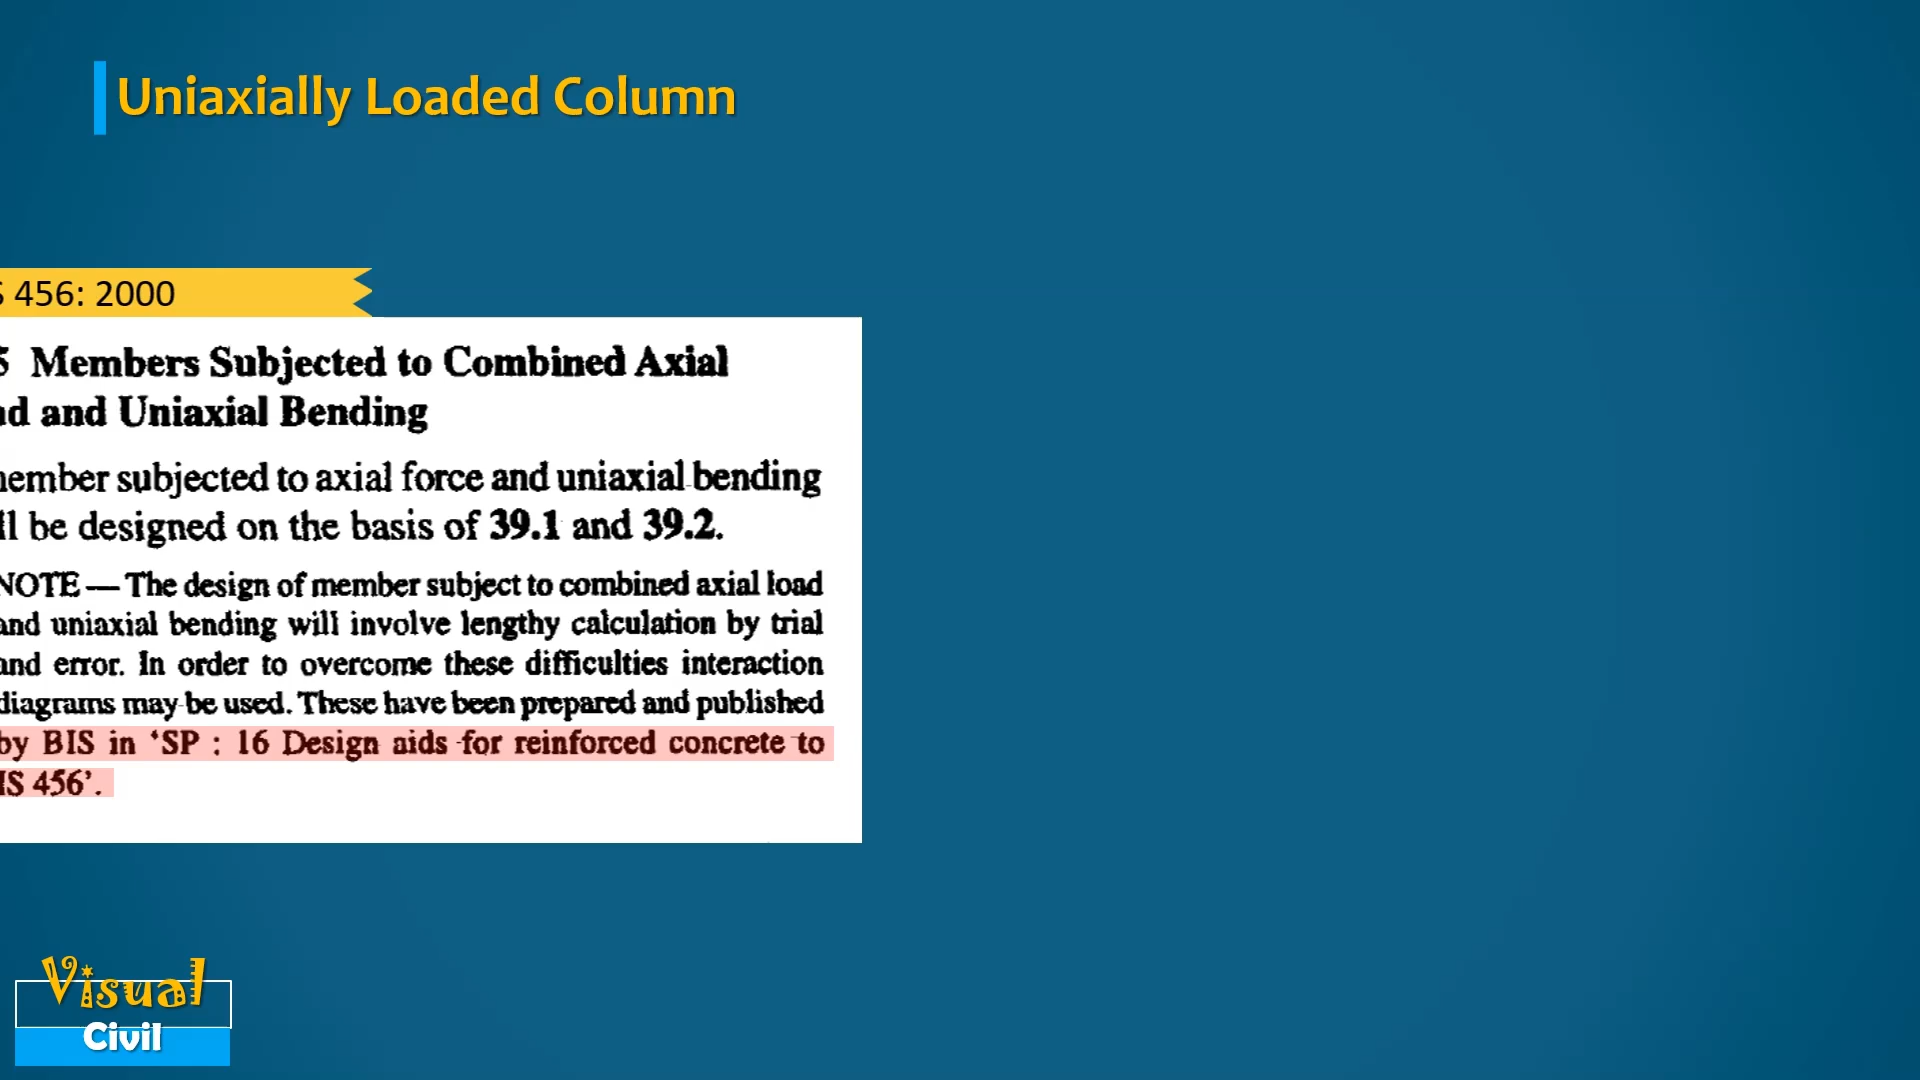 Uniaxially Loaded Column
S 456: 2000
5 Members Subjected to Combined Axial
ad and Uniaxial Bending
member subjected to axial force and uniaxial bending
ll be designed on the basis of 39.1 and 39.2.
NOTE — The design of member subject to combined axial load
and uniaxial bending will involve lengthy calculation by trial
and error. In order to overcome these difficulties interaction
diagrams may be used. These have been prepared and published
by BIS in ‘SP : 16 Design aids for reinforced concrete to
IS 456’.
Visual
Civil